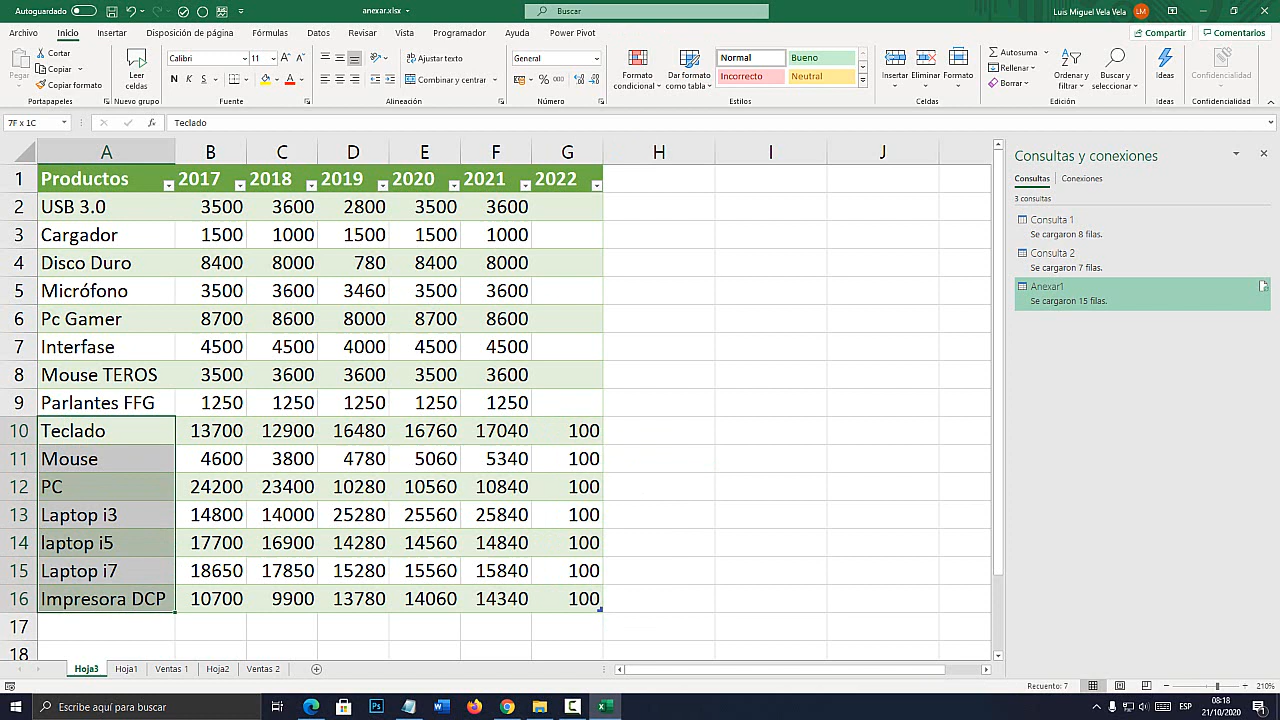 Autoguardado
anexar.xlsx
Buscar
Luis Miguel Vela Vela
LM
Archivo Inicio Insertar Disposición de página Fórmulas Datos Revisar Vista Programador Ayuda Power Pivot
Compartir
Comentarios
Pegar
Cortar
Copiar
Copiar formato
Portapapeles
Leer celdas
Nuevo grupo
Calibri 11
N K S
Fuente
Ajustar texto
Combinar y centrar
Alineación
General
% 000
Número
Formato condicional
Dar formato como tabla
Normal Bueno
Incorrecto Neutral
Estilos
Insertar Eliminar Formato
Celdas
Autosuma
Rellenar
Borrar
Ordenar y filtrar
Buscar y seleccionar
Edición
Ideas
Ideas
Confidencialidad
Confidencialidad
7F x 1C
fx
Teclado
A B C D E F G H I J
1 Productos 2017 2018 2019 2020 2021 2022
2 USB 3.0 3500 3600 2800 3500 3600
3 Cargador 1500 1000 1500 1500 1000
4 Disco Duro 8400 8000 780 8400 8000
5 Micrófono 3500 3600 3460 3500 3600
6 Pc Gamer 8700 8600 8000 8700 8600
7 Interfase 4500 4500 4000 4500 4500
8 Mouse TEROS 3500 3600 3600 3500 3600
9 Parlantes FFG 1250 1250 1250 1250 1250
10 Teclado 13700 12900 16480 16760 17040 100
11 Mouse 4600 3800 4780 5060 5340 100
12 PC 24200 23400 10280 10560 10840 100
13 Laptop i3 14800 14000 25280 25560 25840 100
14 laptop i5 17700 16900 14280 14560 14840 100
15 Laptop i7 18650 17850 15280 15560 15840 100
16 Impresora DCP 10700 9900 13780 14060 14340 100
17
18
Consultas y conexiones
Consultas Conexiones
3 consultas
Consulta 1
Se cargaron 8 filas.
Consulta 2
Se cargaron 7 filas.
Anexar1
Se cargaron 15 filas.
Hoja3 Hoja1 Ventas 1 Hoja2 Ventas 2
Recuento: 7
210%
Escribe aquí para buscar
ESP
08:18
21/10/2020